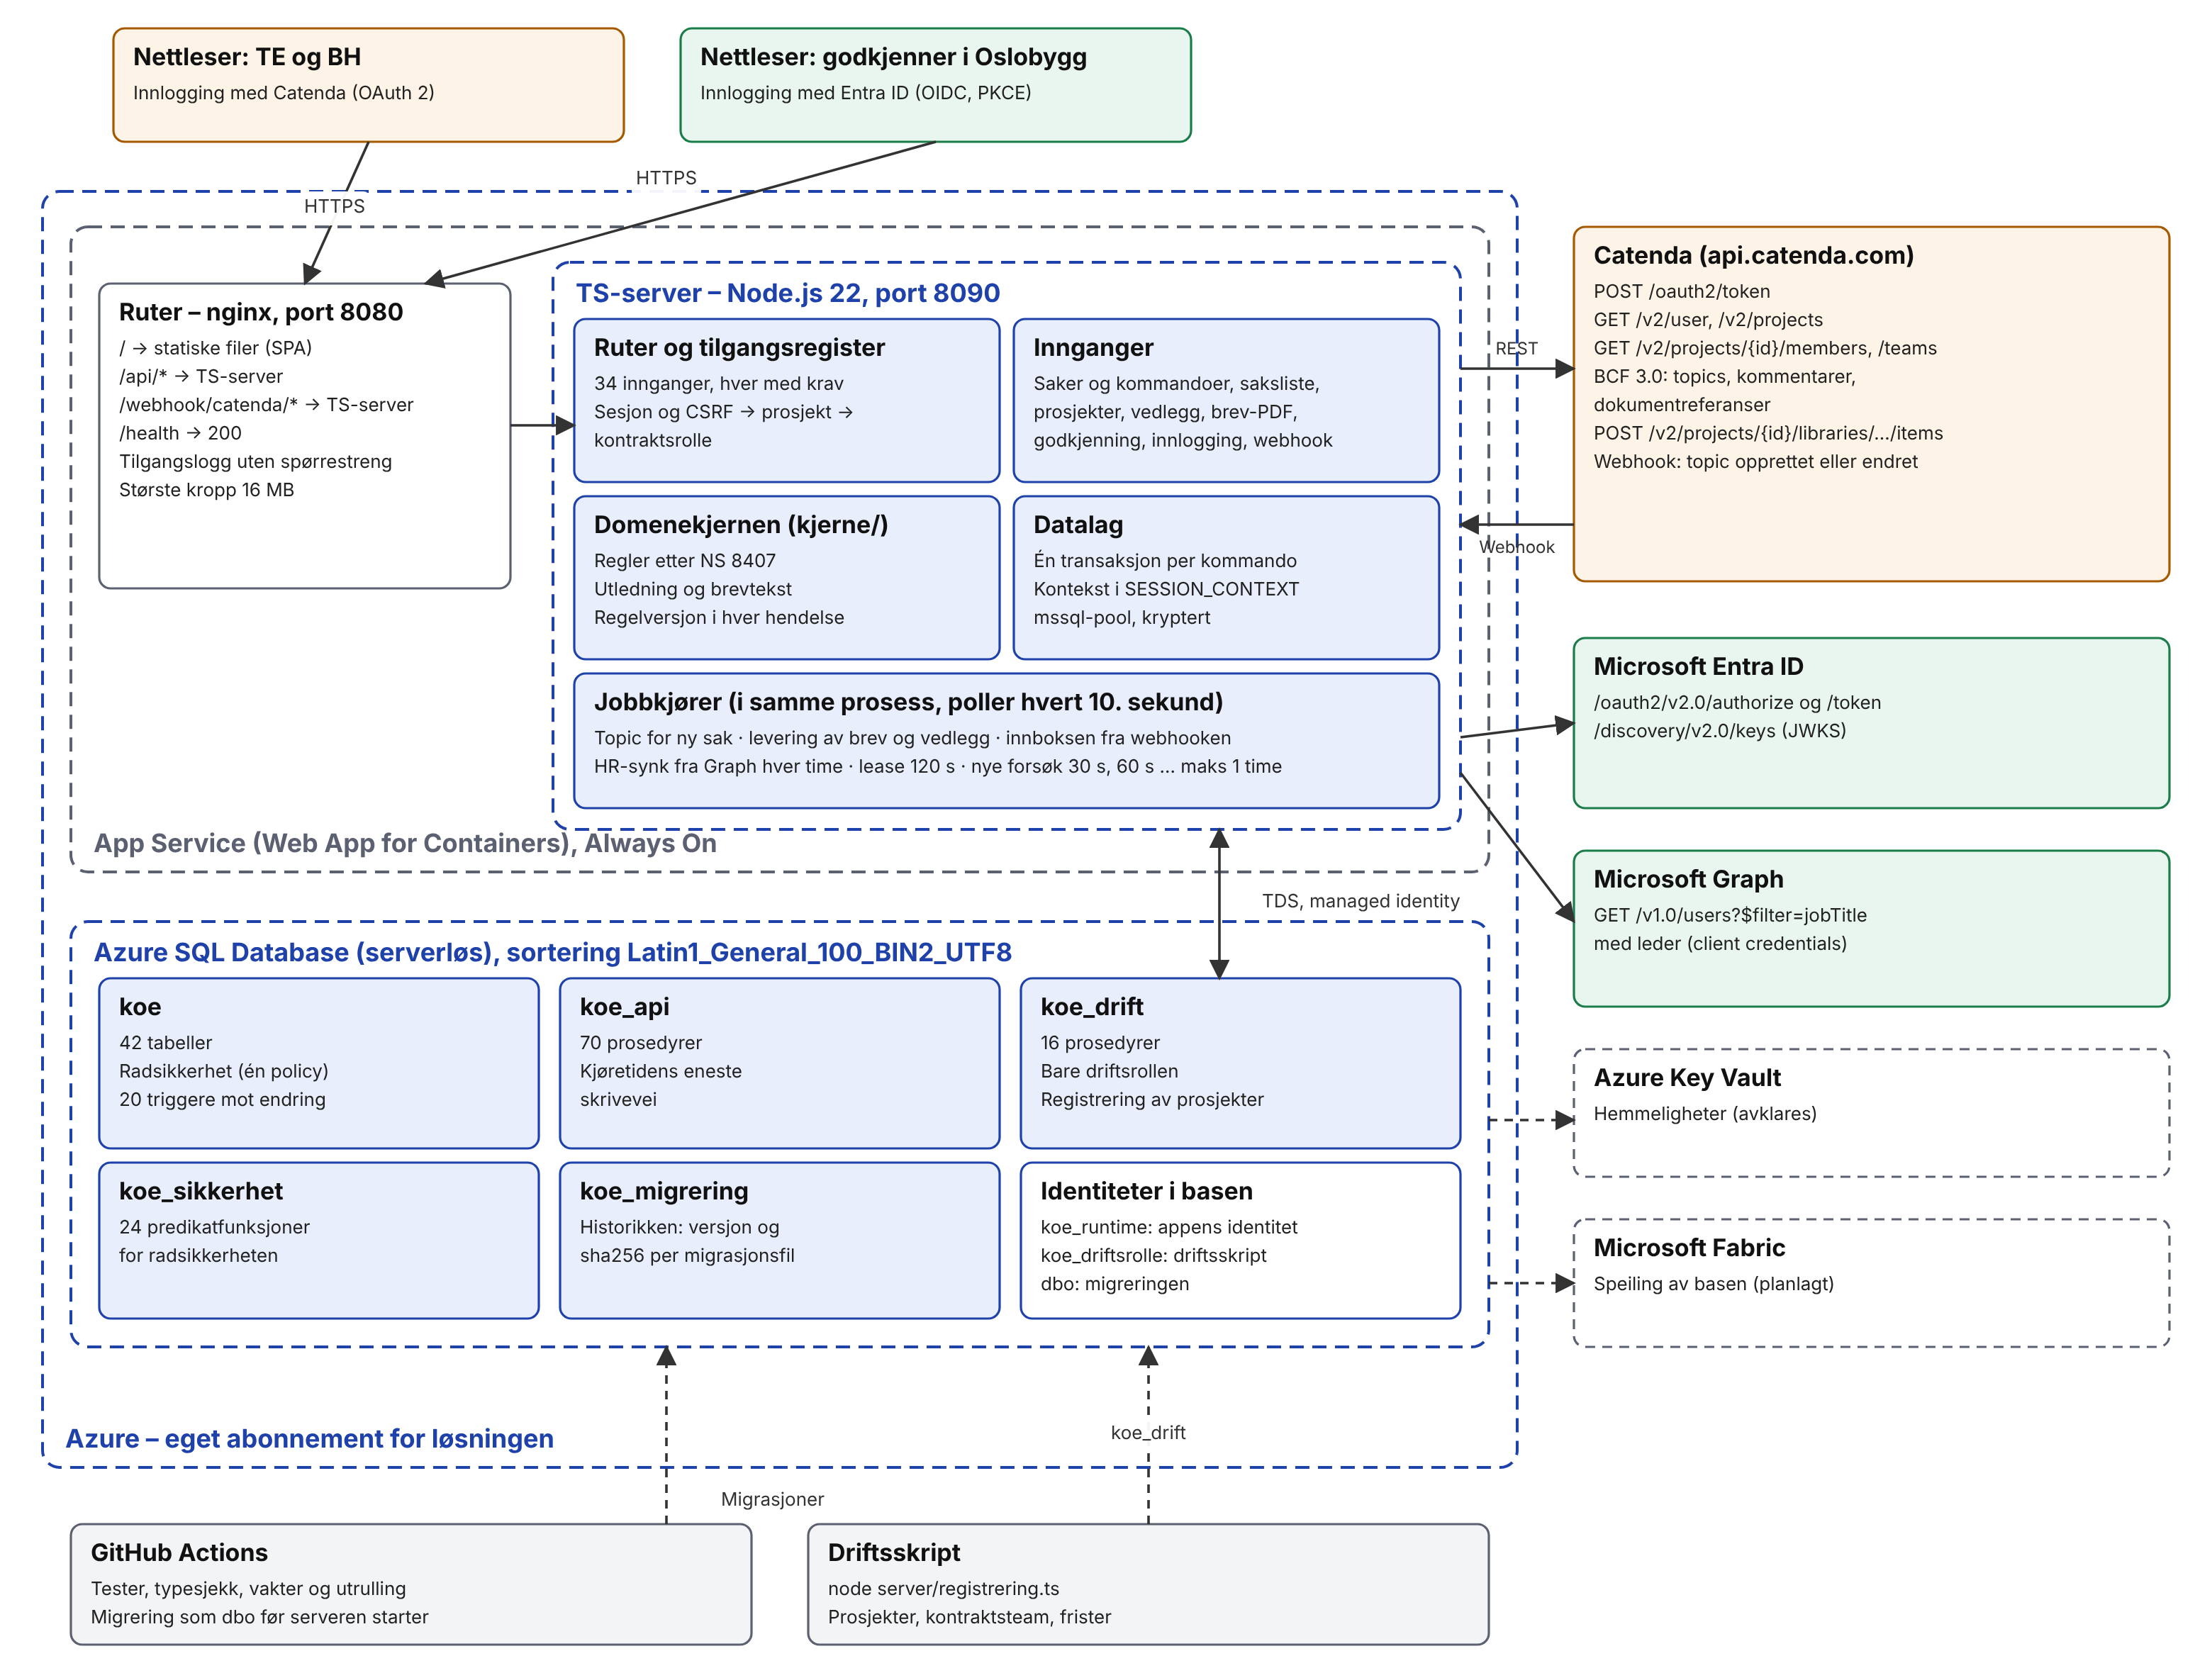 Nettleser: TE og BH
Innlogging med Catenda (OAuth 2)
Nettleser: godkjenner i Oslobygg
Innlogging med Entra ID (OIDC, PKCE)
HTTPS
HTTPS
Ruter – nginx, port 8080
/ → statiske filer (SPA)
/api/* → TS-server
/webhook/catenda/* → TS-server
/health → 200
Tilgangslogg uten spørrestreng
Største kropp 16 MB
TS-server – Node.js 22, port 8090
Ruter og tilgangsregister
34 innganger, hver med krav
Sesjon og CSRF → prosjekt →
kontraktsrolle
Innganger
Saker og kommandoer, saksliste,
prosjekter, vedlegg, brev-PDF,
godkjenning, innlogging, webhook
Domenekjernen (kjerne/)
Regler etter NS 8407
Utledning og brevtekst
Regelversjon i hver hendelse
Datalag
Én transaksjon per kommando
Kontekst i SESSION_CONTEXT
mssql-pool, kryptert
Jobbkjører (i samme prosess, poller hvert 10. sekund)
Topic for ny sak · levering av brev og vedlegg · innboksen fra webhooken
HR-synk fra Graph hver time · lease 120 s · nye forsøk 30 s, 60 s … maks 1 time
App Service (Web App for Containers), Always On
REST
Webhook
Catenda (api.catenda.com)
POST /oauth2/token
GET /v2/user, /v2/projects
GET /v2/projects/{id}/members, /teams
BCF 3.0: topics, kommentarer,
dokumentreferanser
POST /v2/projects/{id}/libraries/…/items
Webhook: topic opprettet eller endret
Microsoft Entra ID
/oauth2/v2.0/authorize og /token
/discovery/v2.0/keys (JWKS)
Microsoft Graph
GET /v1.0/users?$filter=jobTitle
med leder (client credentials)
TDS, managed identity
Azure SQL Database (serverløs), sortering Latin1_General_100_BIN2_UTF8
koe
42 tabeller
Radsikkerhet (én policy)
20 triggere mot endring
koe_api
70 prosedyrer
Kjøretidens eneste
skrivevei
koe_drift
16 prosedyrer
Bare driftsrollen
Registrering av prosjekter
koe_sikkerhet
24 predikatfunksjoner
for radsikkerheten
koe_migrering
Historikken: versjon og
sha256 per migrasjonsfil
Identiteter i basen
koe_runtime: appens identitet
koe_driftsrolle: driftsskript
dbo: migreringen
Azure Key Vault
Hemmeligheter (avklares)
Microsoft Fabric
Speiling av basen (planlagt)
Azure – eget abonnement for løsningen
koe_drift
Migrasjoner
GitHub Actions
Tester, typesjekk, vakter og utrulling
Migrering som dbo før serveren starter
Driftsskript
node server/registrering.ts
Prosjekter, kontraktsteam, frister